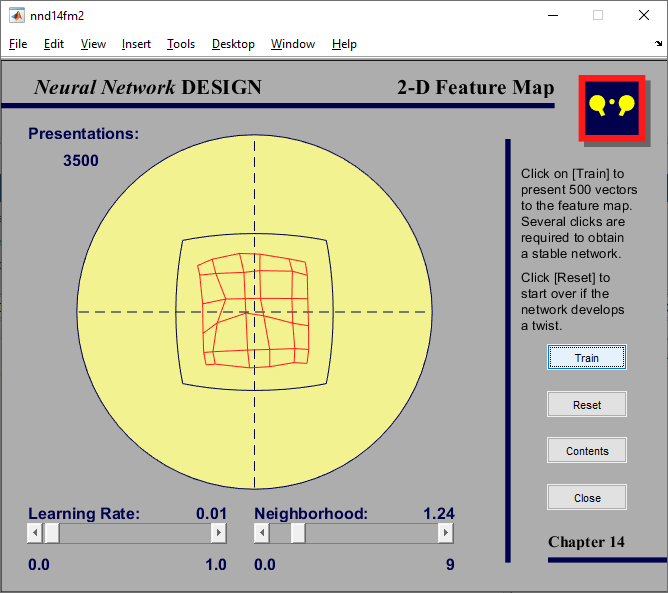 nnd14fm2
File Edit View Insert Tools Desktop Window Help
Neural Network DESIGN
2-D Feature Map
Presentations:
3500
Click on [Train] to
present 500 vectors
to the feature map.
Several clicks are
required to obtain
a stable network.
Click [Reset] to
start over if the
network develops
a twist.
Train
Reset
Contents
Close
Learning Rate: 0.01
0.0 1.0
Neighborhood: 1.24
0.0 9
Chapter 14